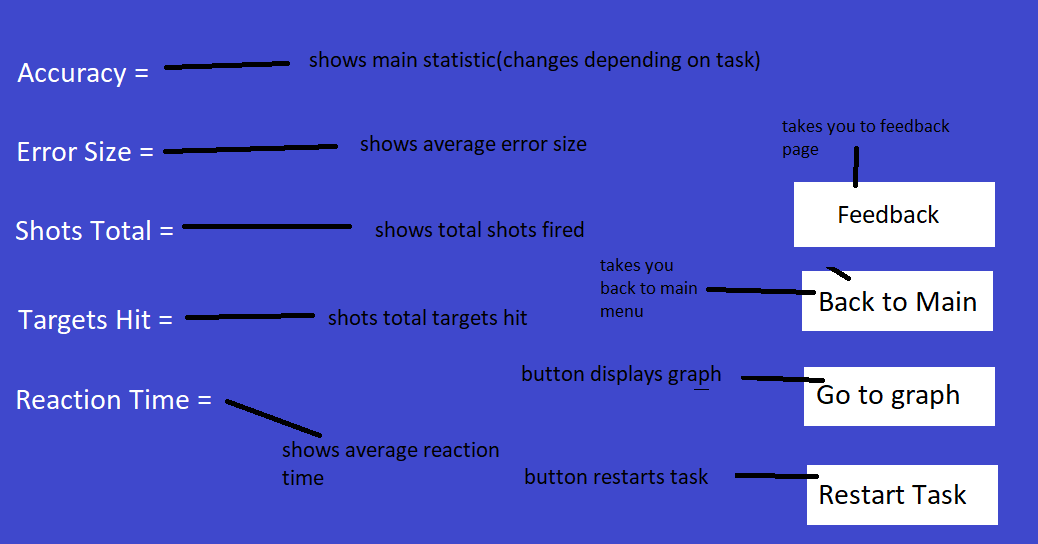 Accuracy =
shows main statistic(changes depending on task)
Error Size =
shows average error size
takes you to feedback
page
Feedback
Shots Total =
shows total shots fired
takes you
back to main
menu
Back to Main
Targets Hit =
shots total targets hit
button displays graph
Go to graph
Reaction Time =
shows average reaction
time
button restarts task
Restart Task